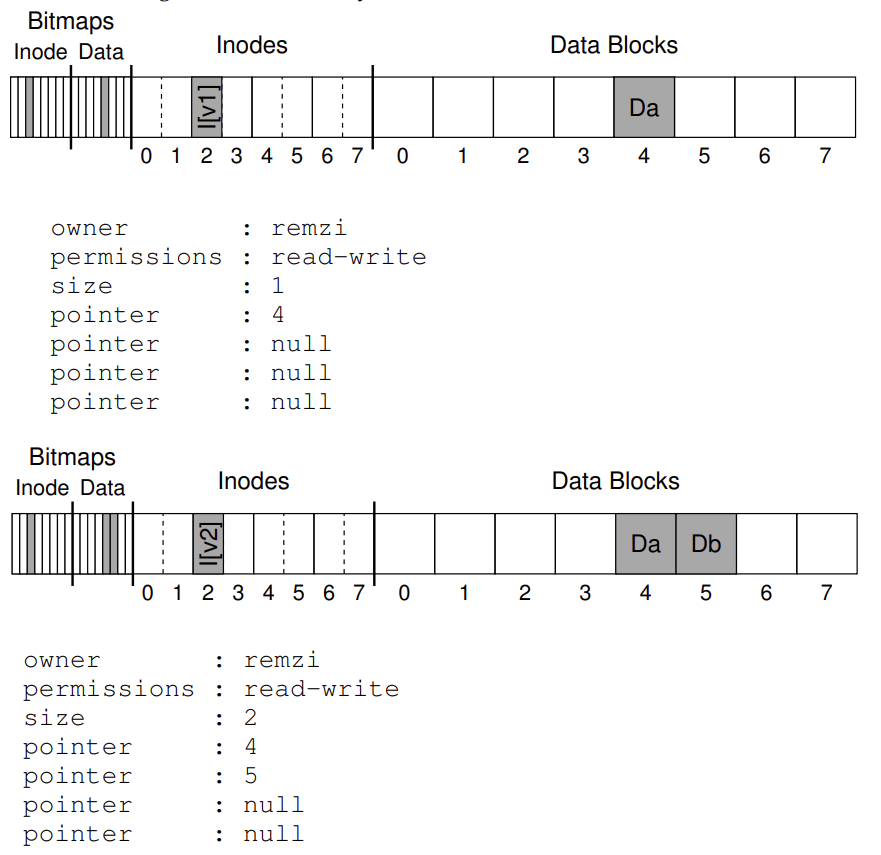 Bitmaps
Inode Data Inodes Data Blocks
I[v1] Da
0 1 2 3 4 5 6 7 0 1 2 3 4 5 6 7
owner : remzi
permissions : read-write
size : 1
pointer : 4
pointer : null
pointer : null
pointer : null
Bitmaps
Inode Data Inodes Data Blocks
I[v2] Da Db
0 1 2 3 4 5 6 7 0 1 2 3 4 5 6 7
owner : remzi
permissions : read-write
size : 2
pointer : 4
pointer : 5
pointer : null
pointer : null